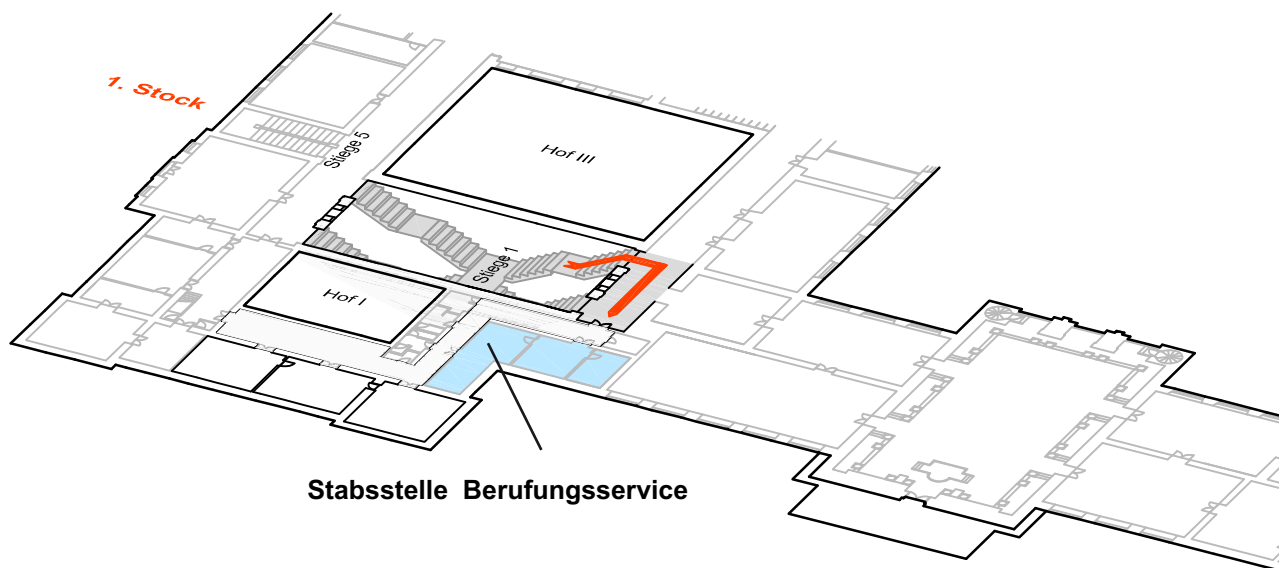 1. Stock
Stiege 5
Hof III
Stiege 1
Hof I
Stabsstelle Berufungsservice